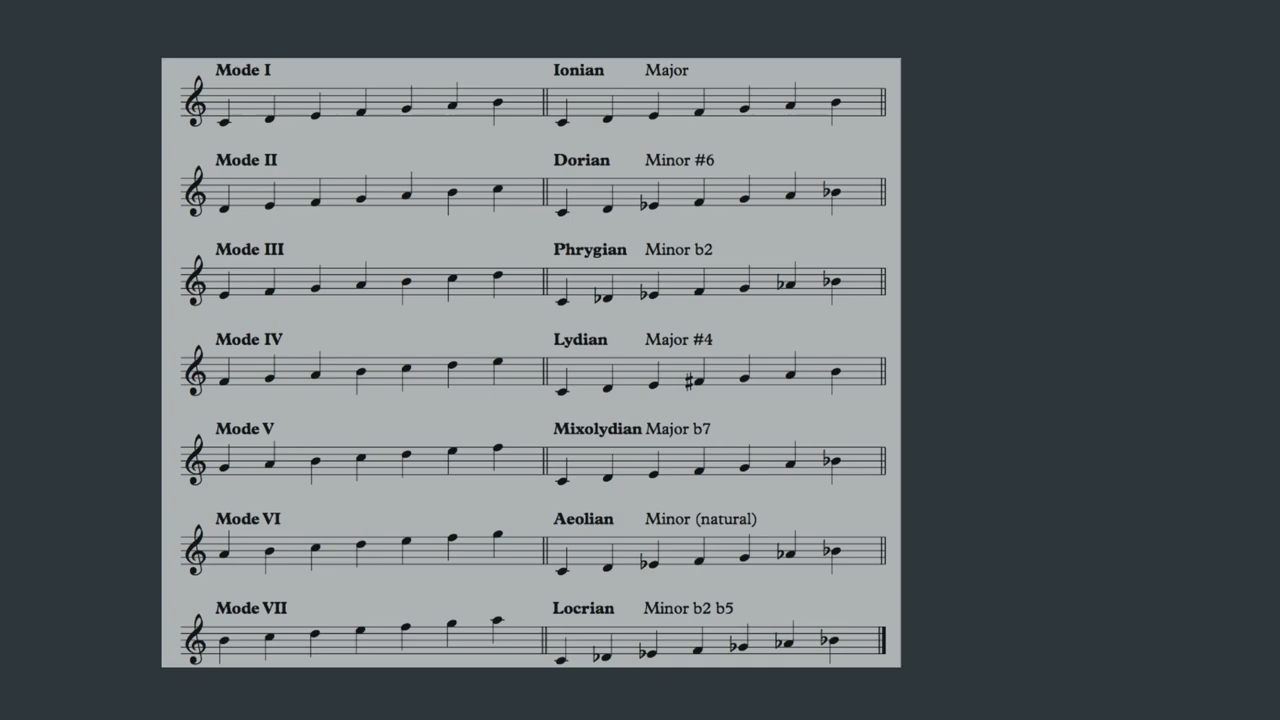 Mode I Ionian Major
Mode II Dorian Minor #6
Mode III Phrygian Minor b2
Mode IV Lydian Major #4
Mode V Mixolydian Major b7
Mode VI Aeolian Minor (natural)
Mode VII Locrian Minor b2 b5